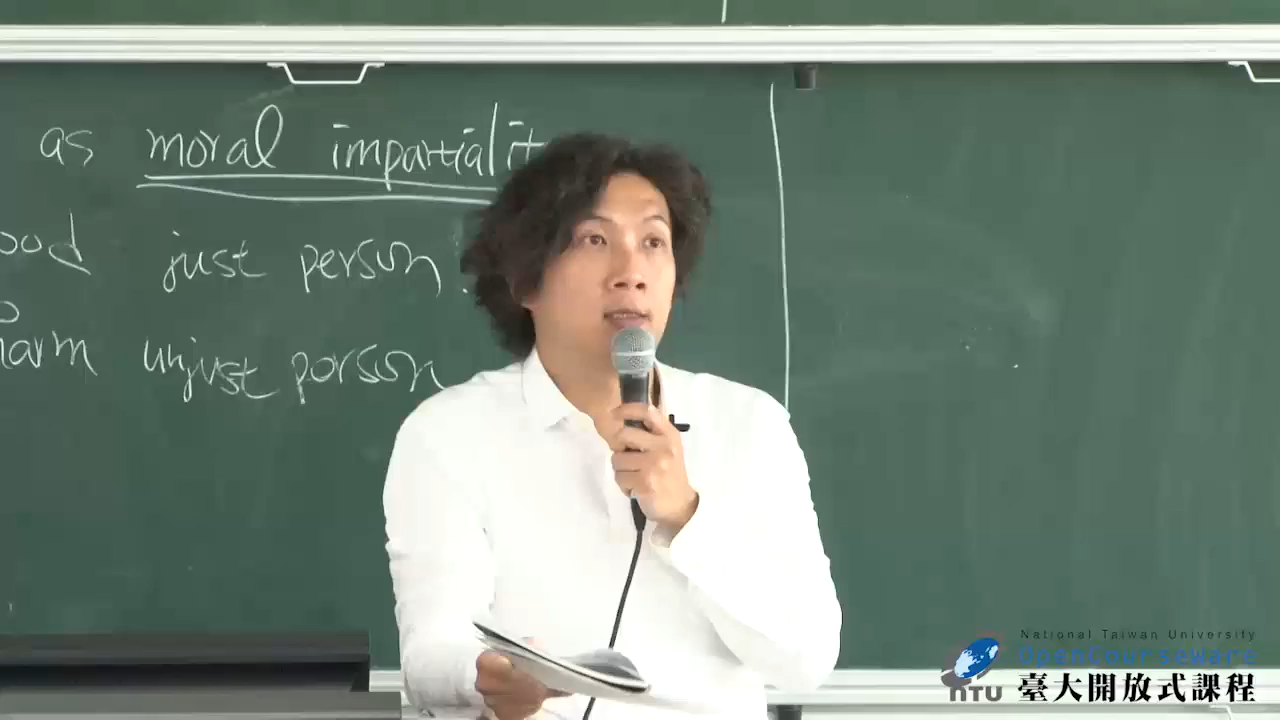 as moral impartialit
ood just person.
o
harm unjust person
National Taiwan University
OpenCourseWare
NTU 臺大開放式課程